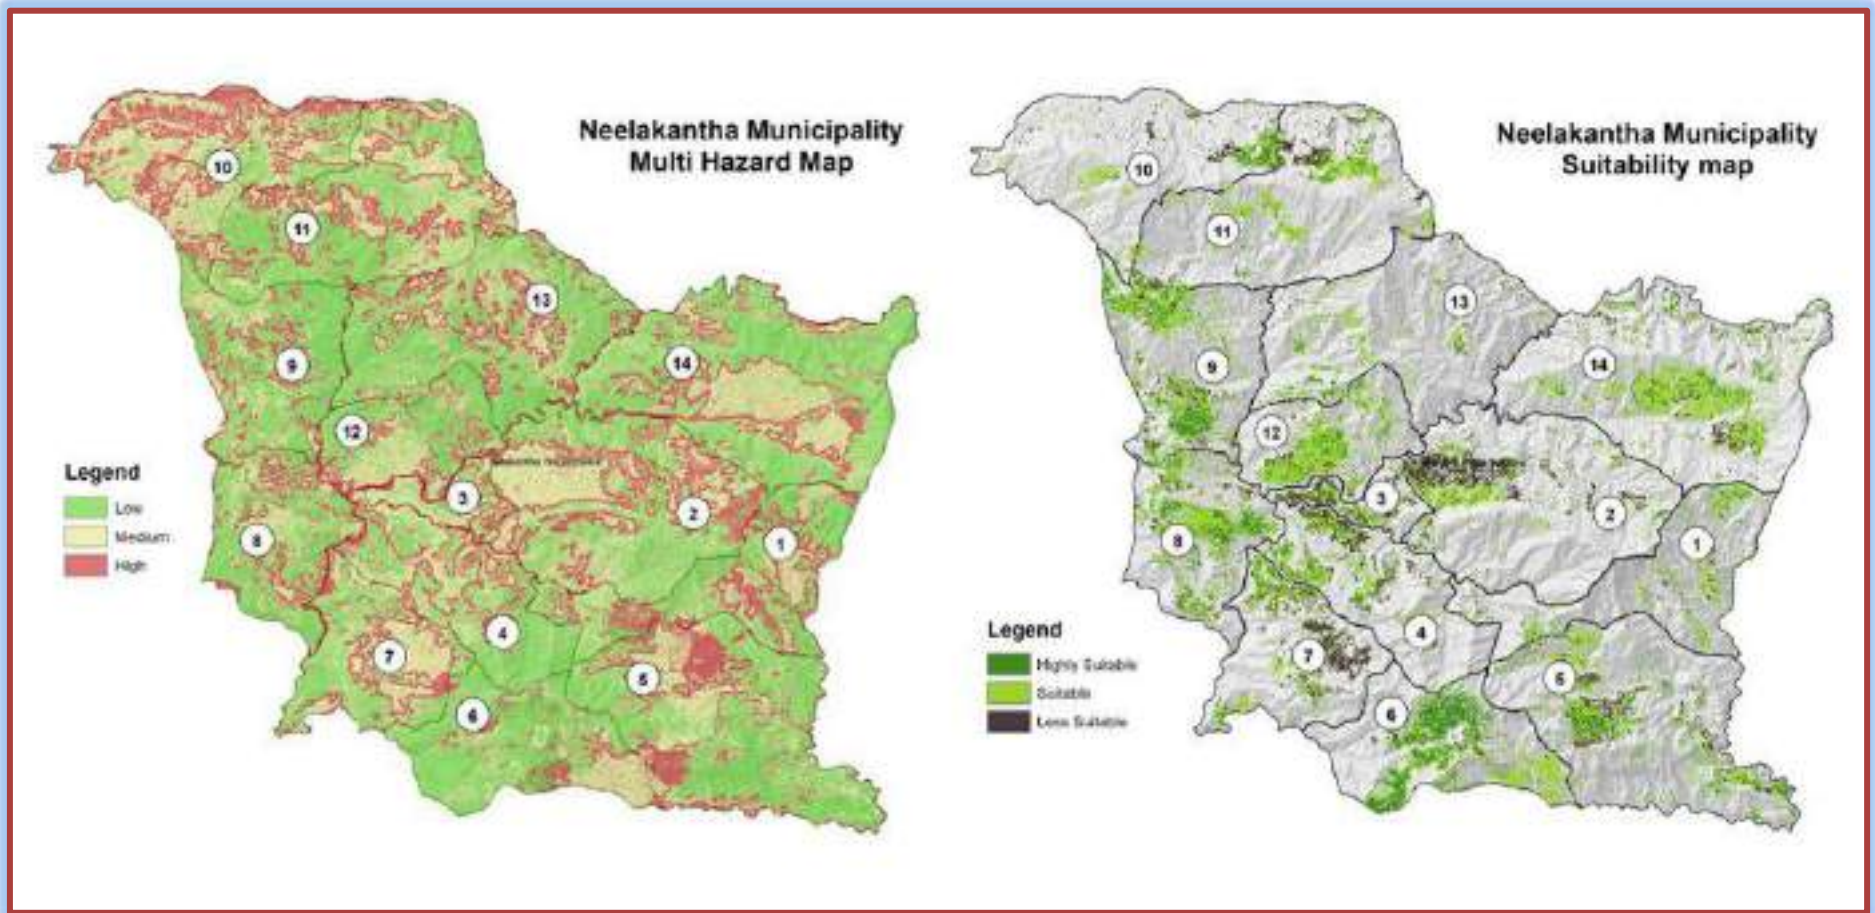 Neelakantha Municipality
Multi Hazard Map
10
11
13
9
14
12
3
2
8
1
4
7
5
6
Legend
Low
Medium
High
Neelakantha Municipality
Suitability map
10
11
13
9
14
12
3
2
8
1
4
7
5
6
Legend
Highly Suitable
Suitable
Less Suitable